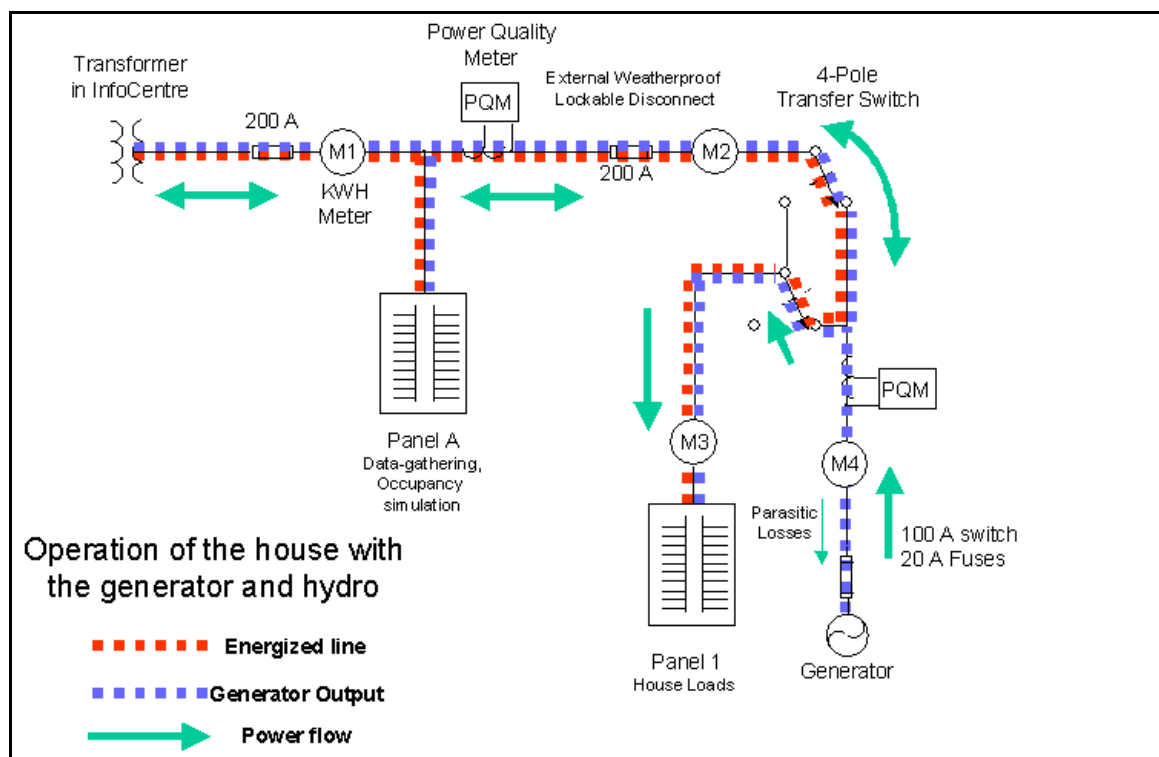 Transformer
in InfoCentre
200 A
M1
KWH
Meter
Power Quality
Meter
PQM
External Weatherproof
Lockable Disconnect
200 A
M2
4-Pole
Transfer Switch
Panel A
Data-gathering,
Occupancy
simulation
M3
Panel 1
House Loads
PQM
M4
Parasitic
Losses
100 A switch
20 A Fuses
Generator
Operation of the house with
the generator and hydro
Energized line
Generator Output
Power flow